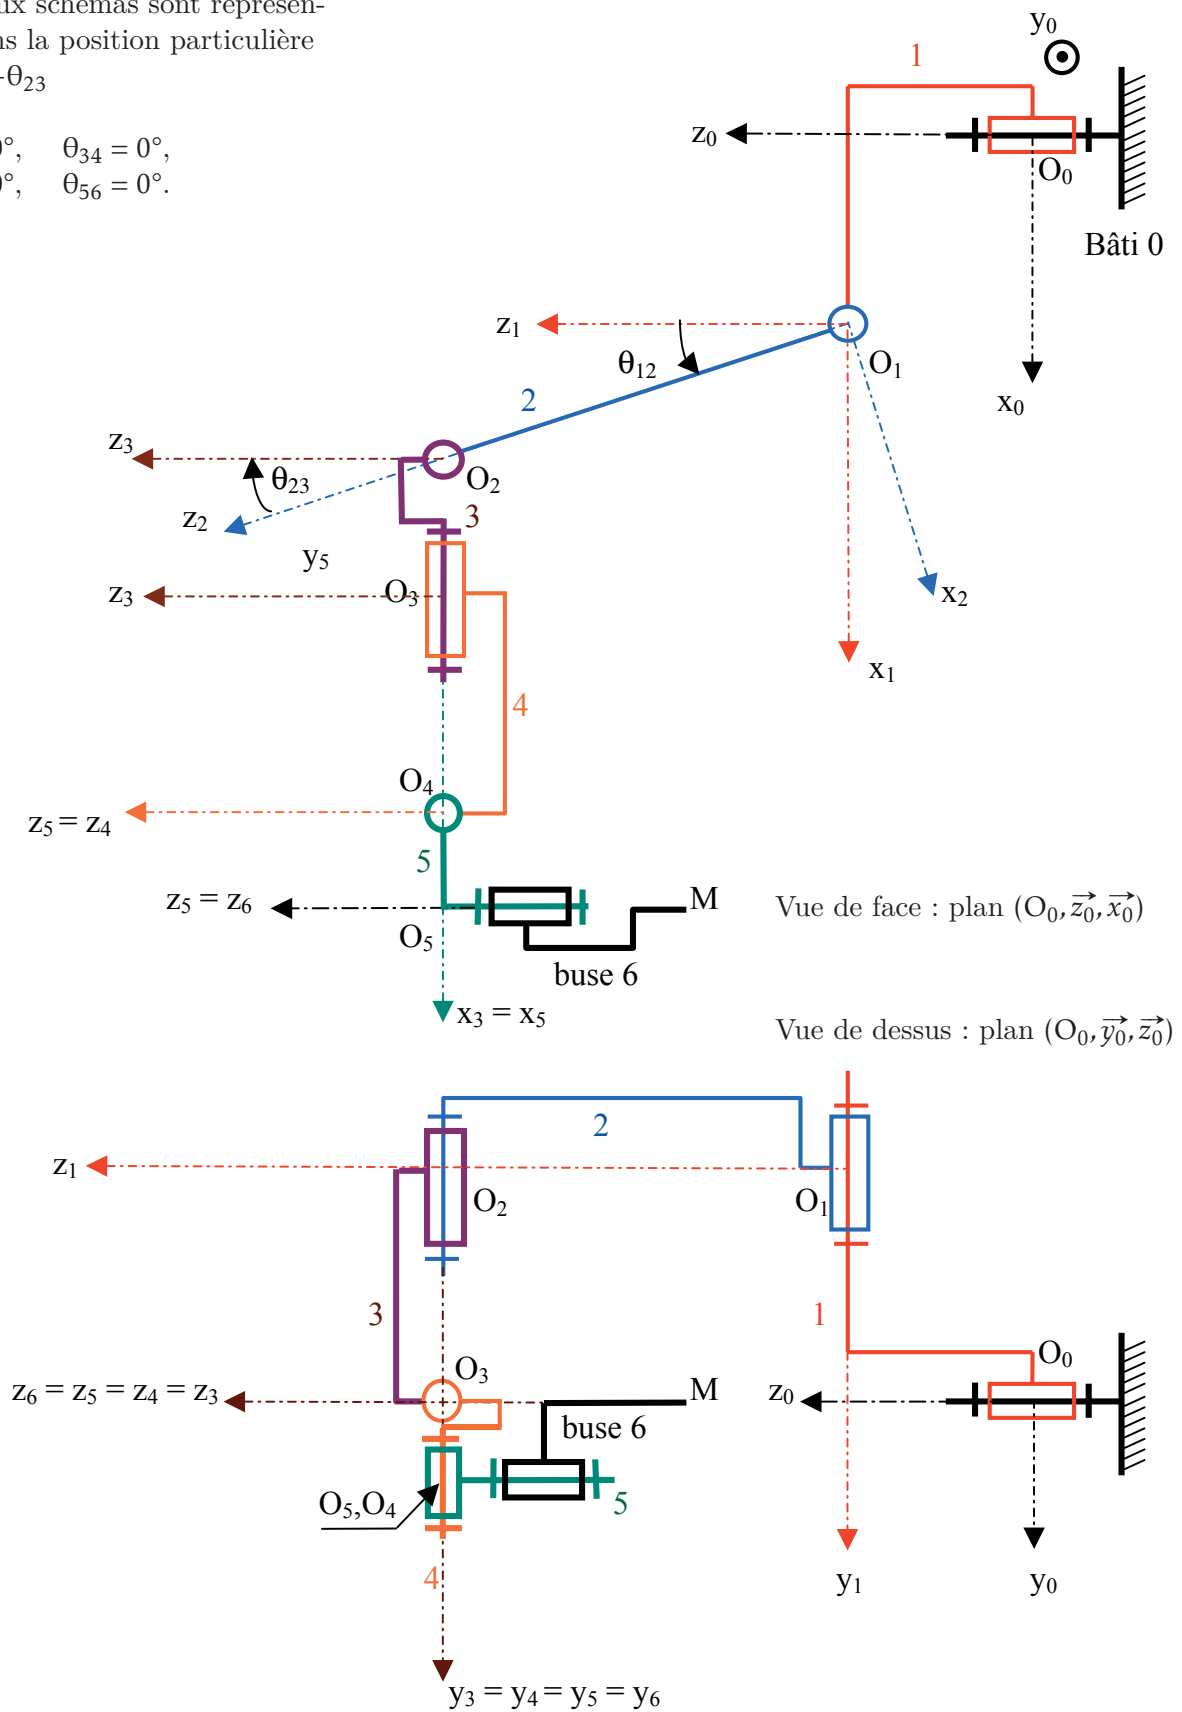 ux schémas sont représen-
ns la position particulière
-θ23
0°, θ34 = 0°,
0°, θ56 = 0°.
y0
1
z0
O0
Bâti 0
x0
z1
θ12
O1
2
z3
θ23
O2
z2
3
y5
z3
O3
x2
x1
4
O4
z5 = z4
5
z5 = z6
M
Vue de face : plan (O0, z0, x0)
O5
buse 6
x3 = x5
Vue de dessus : plan (O0, y0, z0)
2
z1
O2
O1
3
1
O3
O0
z6 = z5 = z4 = z3
M
z0
buse 6
O5,O4
5
4
y1
y0
y3 = y4 = y5 = y6